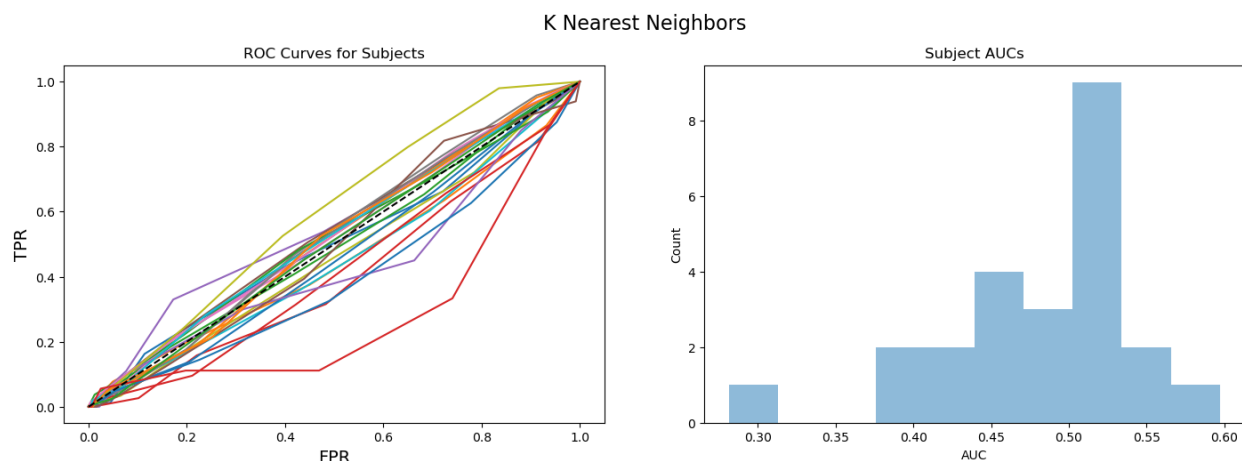 K Nearest Neighbors
ROC Curves for Subjects
1.0
0.8
0.6
0.4
0.2
0.0
TPR
0.0 0.2 0.4 0.6 0.8 1.0
FPR
Subject AUCs
8
6
4
2
0
Count
0.30 0.35 0.40 0.45 0.50 0.55 0.60
AUC